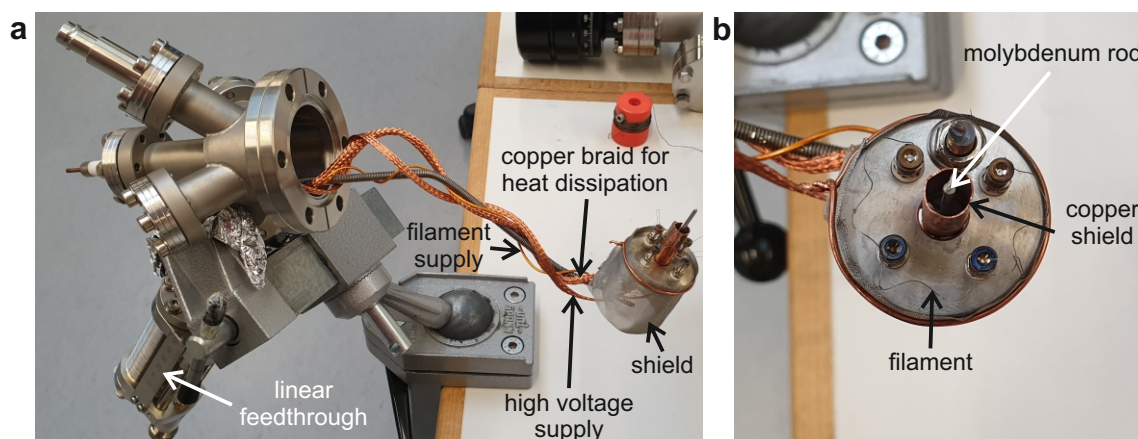 a
copper braid for
heat dissipation
filament
supply
shield
linear
feedthrough
high voltage
supply
b
molybdenum rod
copper
shield
filament